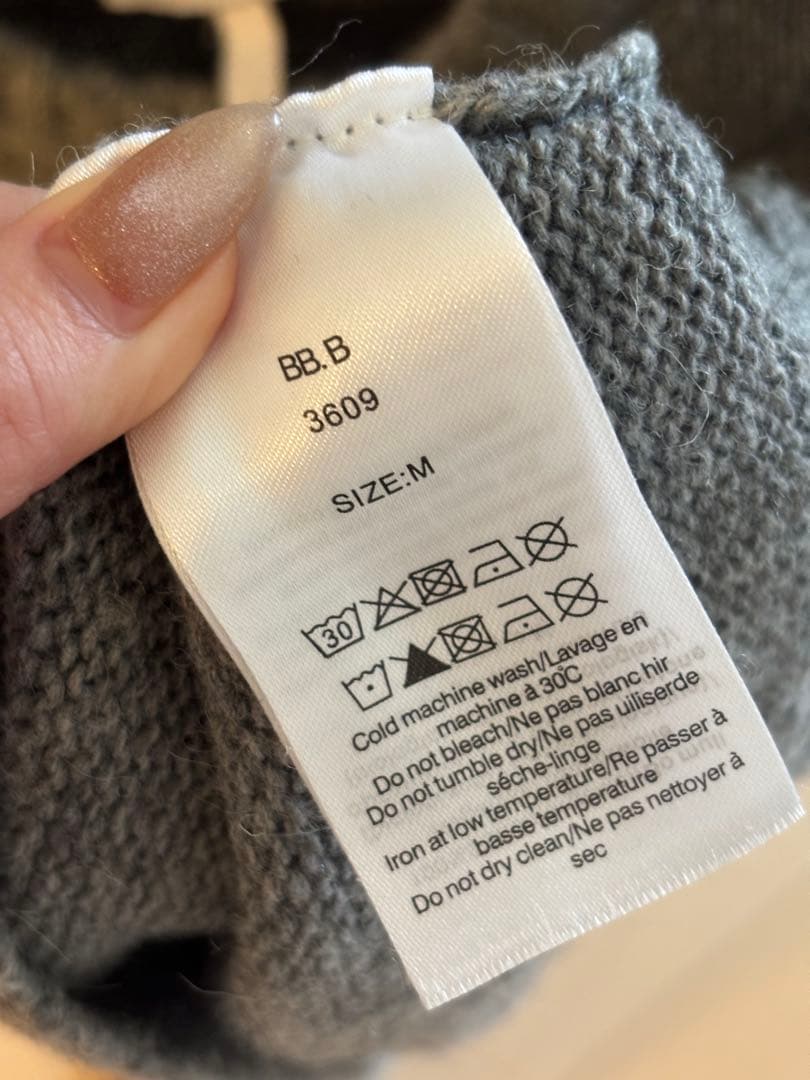 BB. B
3609
SIZE:M
30
Cold machine wash/Lavage en
machine à 30℃
Do not bleach/Ne pas blanc hir
Do not tumble dry/Ne pas uiliserde
séche-linge
Iron at low temperature/Re passer à
basse temperature
Do not dry clean/Ne pas nettoyer à
sec